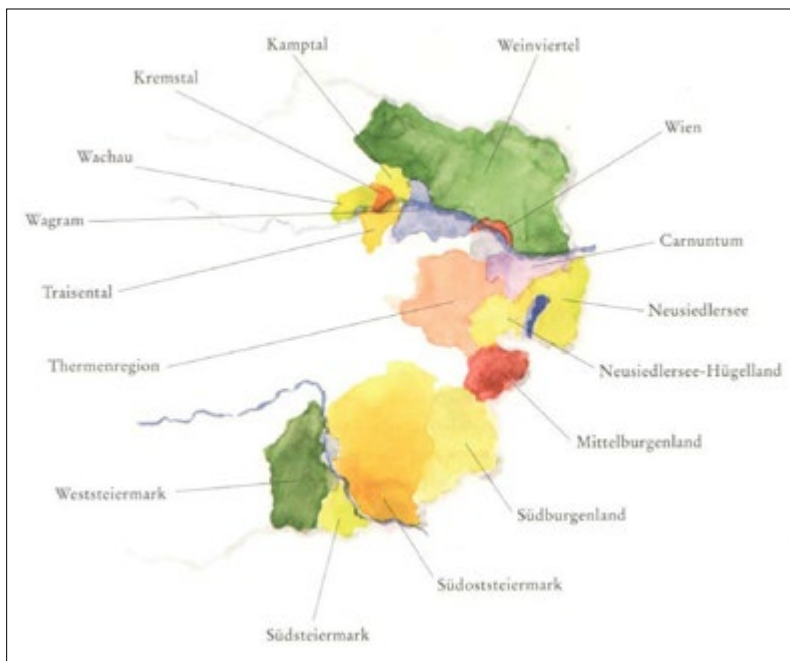 Kamptal
Weinviertel
Kremstal
Wien
Wachau
Wagram
Carnuntum
Traisental
Neusiedlersee
Thermenregion
Neusiedlersee-Hügelland
Mittelburgenland
Weststeiermark
Südburgenland
Südoststeiermark
Südsteiermark